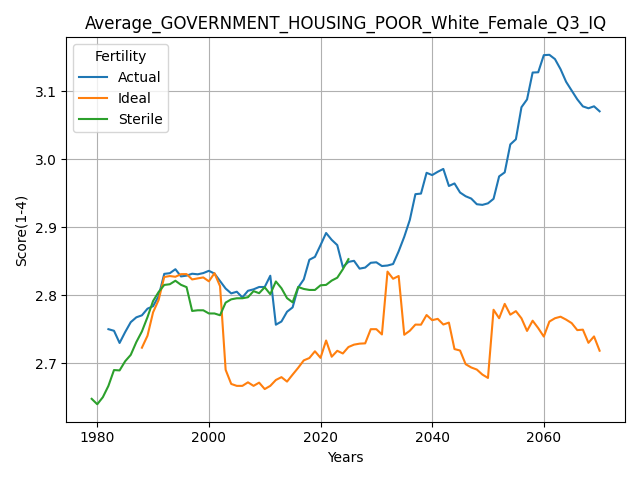 Average_GOVERNMENT_HOUSING_POOR_White_Female_Q3_IQ
Fertility
Actual
Ideal
Sterile
Score(1-4)
3.1
3.0
2.9
2.8
2.7
1980 2000 2020 2040 2060
Years